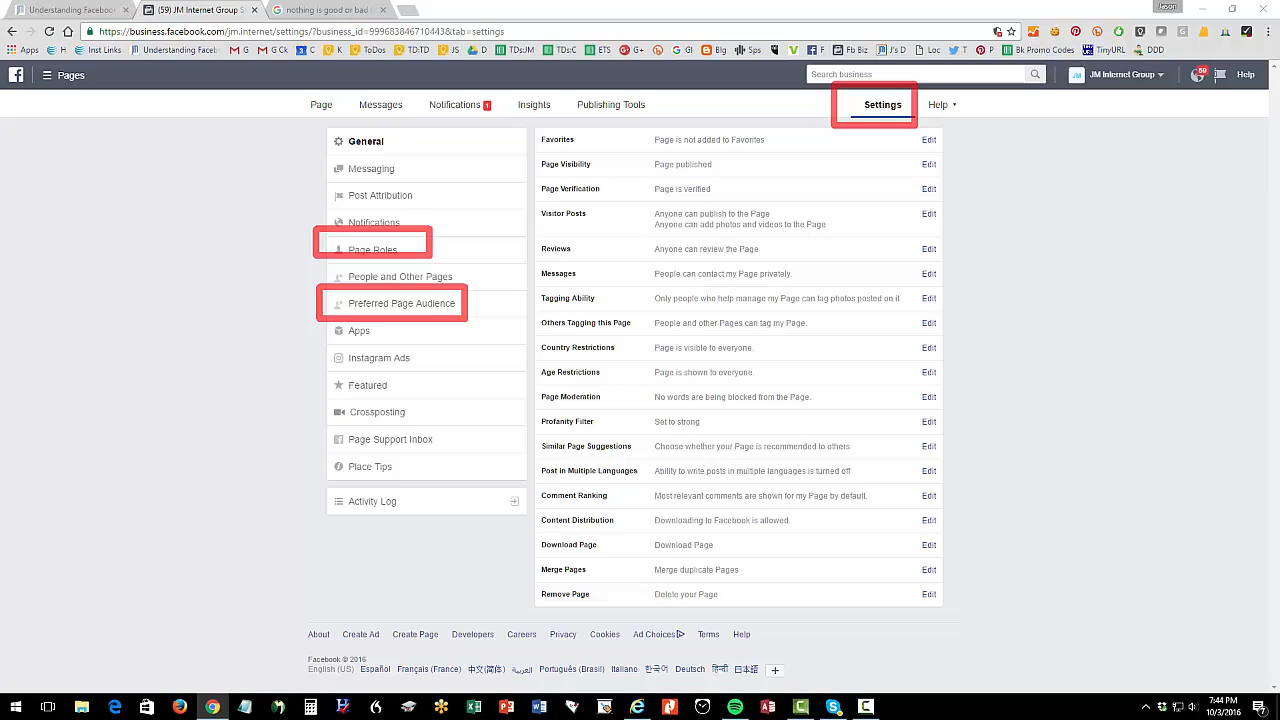 Understanding Facebook
(59) JM Internet Group S
nothing is good or bad
Jason
https://business.facebook.com/jm.internet/settings/?business_id=999683846710443&tab=settings
Apps
H
Inst Links
Understanding Faceb
G
G Ck
K
ToDos
TD:TD
JS
D
TDsJM
TDsC
ETS
G+
GI
Blg
Sps
F
Fb Biz
J's D
Loc
T
P
Bk Promo Codes
TinyURL
DDD
Pages
Search business
JM
JM Internet Group
59
Help
Page
Messages
Notifications 1
Insights
Publishing Tools
Settings
Help
General
Messaging
Post Attribution
Notifications
Page Roles
People and Other Pages
Preferred Page Audience
Apps
Instagram Ads
Featured
Crossposting
Page Support Inbox
Place Tips
Activity Log
Favorites Page is not added to Favorites Edit
Page Visibility Page published Edit
Page Verification Page is verified Edit
Visitor Posts Anyone can publish to the Page Edit
Anyone can add photos and videos to the Page
Reviews Anyone can review the Page Edit
Messages People can contact my Page privately. Edit
Tagging Ability Only people who help manage my Page can tag photos posted on it. Edit
Others Tagging this Page People and other Pages can tag my Page. Edit
Country Restrictions Page is visible to everyone. Edit
Age Restrictions Page is shown to everyone. Edit
Page Moderation No words are being blocked from the Page. Edit
Profanity Filter Set to strong Edit
Similar Page Suggestions Choose whether your Page is recommended to others Edit
Post in Multiple Languages Ability to write posts in multiple languages is turned off Edit
Comment Ranking Most relevant comments are shown for my Page by default. Edit
Content Distribution Downloading to Facebook is allowed. Edit
Download Page Download Page Edit
Merge Pages Merge duplicate Pages Edit
Remove Page Delete your Page Edit
About Create Ad Create Page Developers Careers Privacy Cookies Ad Choices Terms Help
Facebook © 2016
English (US) Español Français (France) 中文(简体) العربية Português (Brasil) Italiano 한국어 Deutsch हिन्दी 日本語 +
7:44 PM
10/3/2016